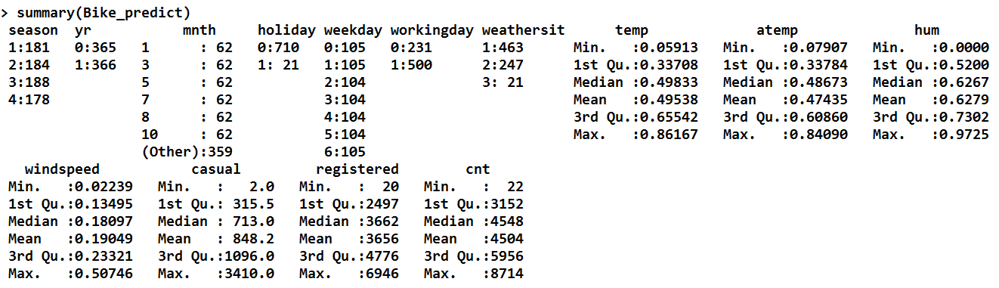 > summary(Bike_predict)
season yr mnth holiday weekday workingday weathersit temp atemp hum
1:181 0:365 1 : 62 0:710 0:105 0:231 1:463 Min. :0.05913 Min. :0.07907 Min. :0.0000
2:184 1:366 3 : 62 1: 21 1:105 1:500 2:247 1st Qu.:0.33708 1st Qu.:0.33784 1st Qu.:0.5200
3:188 5 : 62 2:104 3: 21 Median :0.49833 Median :0.48673 Median :0.6267
4:178 7 : 62 3:104 Mean :0.49538 Mean :0.47435 Mean :0.6279
8 : 62 4:104 3rd Qu.:0.65542 3rd Qu.:0.60860 3rd Qu.:0.7302
10 : 62 5:104 Max. :0.86167 Max. :0.84090 Max. :0.9725
(Other):359 6:105
windspeed casual registered cnt
Min. :0.02239 Min. : 2.0 Min. : 20 Min. : 22
1st Qu.:0.13495 1st Qu.: 315.5 1st Qu.:2497 1st Qu.:3152
Median :0.18097 Median : 713.0 Median :3662 Median :4548
Mean :0.19049 Mean : 848.2 Mean :3656 Mean :4504
3rd Qu.:0.23321 3rd Qu.:1096.0 3rd Qu.:4776 3rd Qu.:5956
Max. :0.50746 Max. :3410.0 Max. :6946 Max. :8714